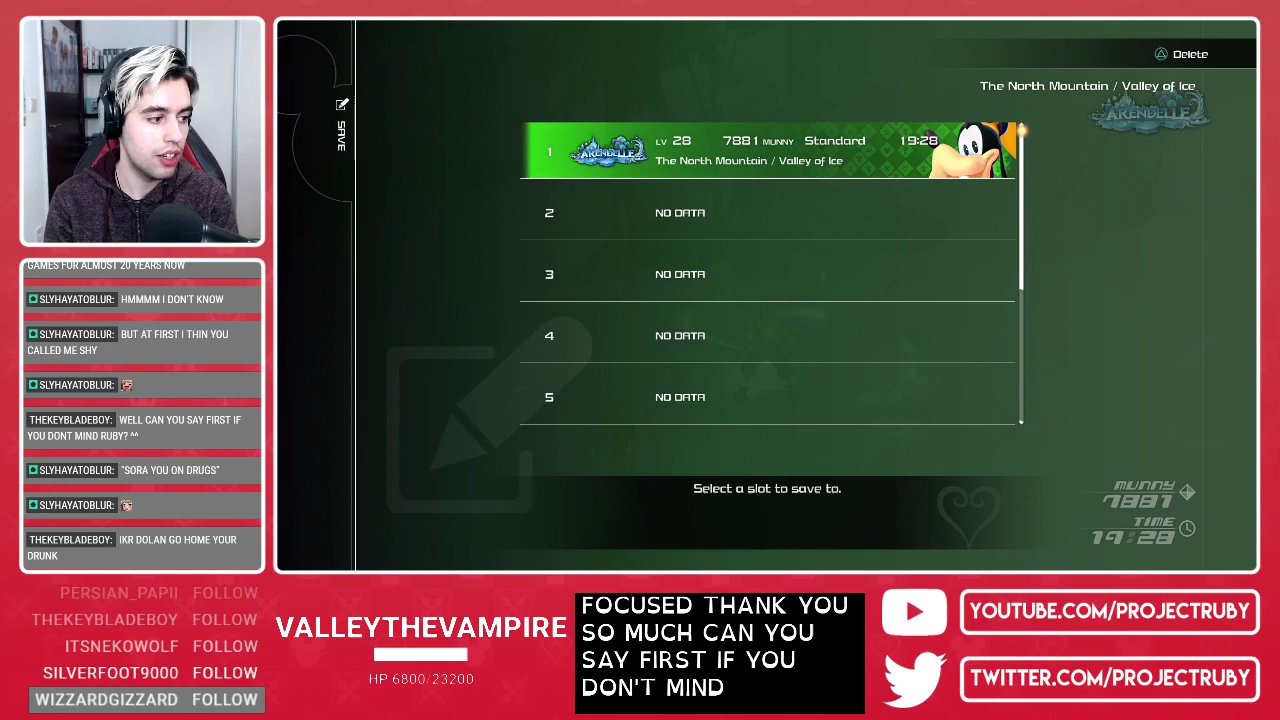 GAMES FOR ALMOST 20 YEARS NOW
SLYHAYATOBLUR: HMMMM I DON'T KNOW
SLYHAYATOBLUR: BUT AT FIRST I THIN YOU
CALLED ME SHY
SLYHAYATOBLUR:
THEKEYBLADEBOY: WELL CAN YOU SAY FIRST IF
YOU DONT MIND RUBY? ^^
SLYHAYATOBLUR: "SORA YOU ON DRUGS"
SLYHAYATOBLUR:
THEKEYBLADEBOY: IKR DOLAN GO HOME YOUR
DRUNK
PERSIAN_PAPII FOLLOW
THEKEYBLADEBOY FOLLOW
ITSNEKOWOLF FOLLOW
SILVERFOOT9000 FOLLOW
WIZZARDGIZZARD FOLLOW
SAVE
Delete
The North Mountain / Valley of Ice
ARENDELLE
1 ARENDELLE LV 28 7881 MUNNY Standard 19:28
The North Mountain / Valley of Ice
2 NO DATA
3 NO DATA
4 NO DATA
5 NO DATA
Select a slot to save to.
MUNNY
7881
TIME
19:28
VALLEYTHEVAMPIRE
HP 6800/23200
FOCUSED THANK YOU
SO MUCH CAN YOU
SAY FIRST IF YOU
DON'T MIND
YOUTUBE.COM/PROJECTRUBY
TWITTER.COM/PROJECTRUBY